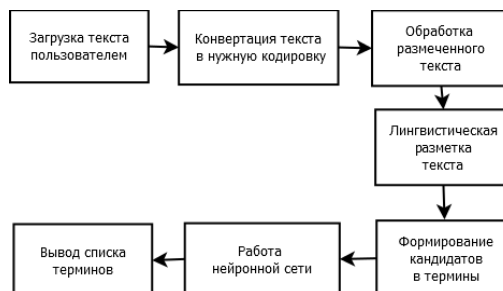 Загрузка текста
пользователем
Конвертация текста
в нужную кодировку
Обработка
размеченного
текста
Лингвистическая
разметка
текста
Формирование
кандидатов
в термины
Работа
нейронной сети
Вывод списка
терминов